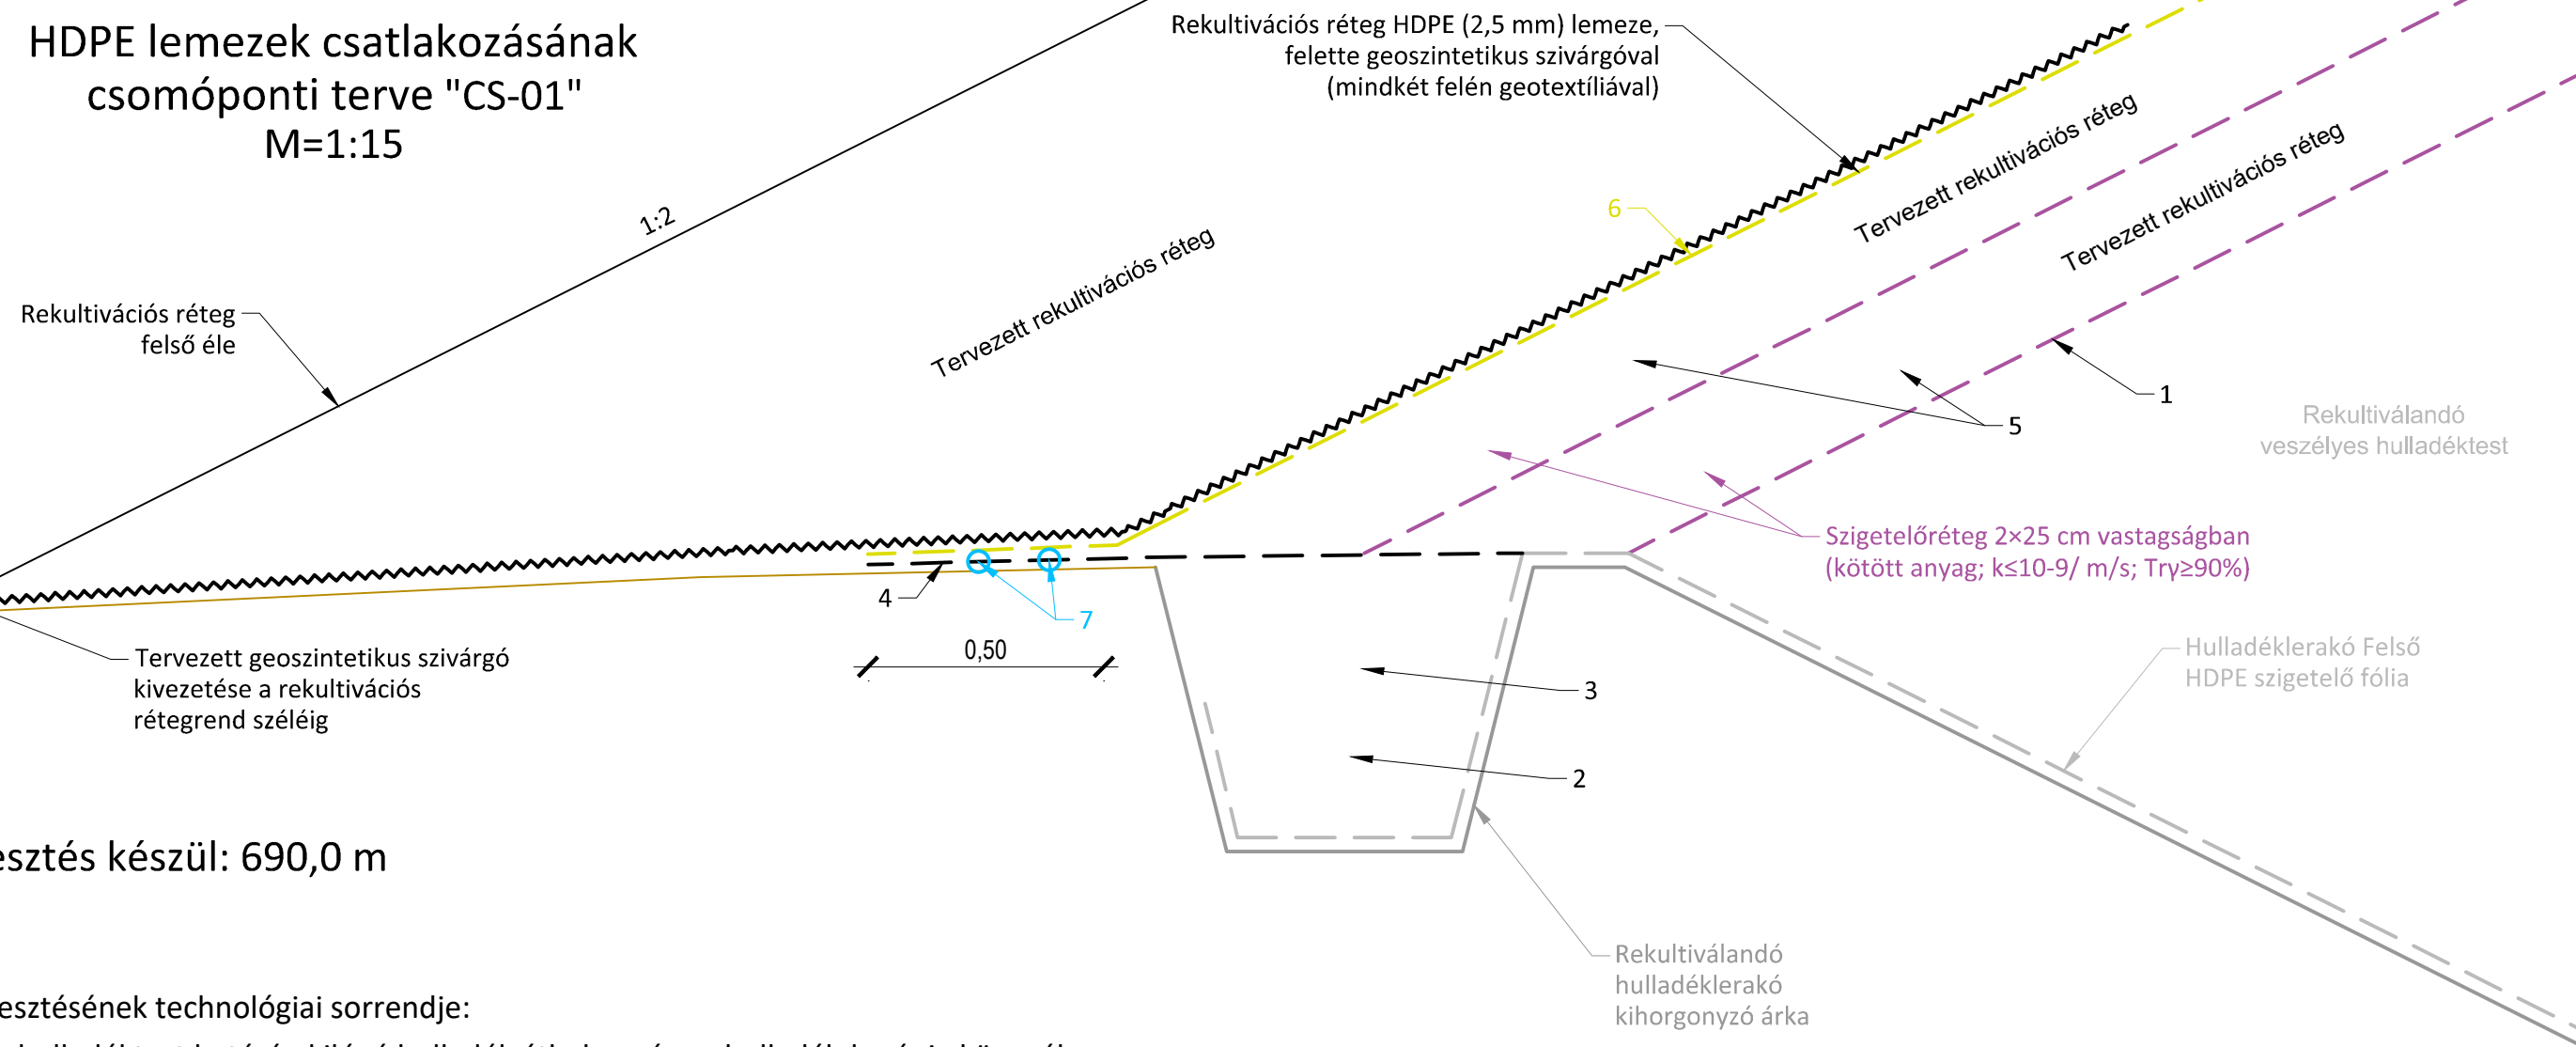 HDPE lemezek csatlakozásának
csomóponti terve "CS-01"
M=1:15
Rekultivációs réteg HDPE (2,5 mm) lemeze,
felette geoszintetikus szivárgóval
(mindkét felén geotextíliával)
1:2
6
Tervezett rekultivációs réteg
Tervezett rekultivációs réteg
Tervezett rekultivációs réteg
Rekultivációs réteg
felső éle
1
5
Rekultiválandó
veszélyes hulladéktest
Szigetelőréteg 2×25 cm vastagságban
(kötött anyag; k≤10-9/ m/s; Trγ≥90%)
4
7
0,50
Tervezett geoszintetikus szivárgó
kivezetése a rekultivációs
rétegrend széléig
3
2
Hulladéklerakó Felső
HDPE szigetelő fólia
esztés készül: 690,0 m
Rekultiválandó
hulladéklerakó
kihorgonyzó árka
esztésének technológiai sorrendje: